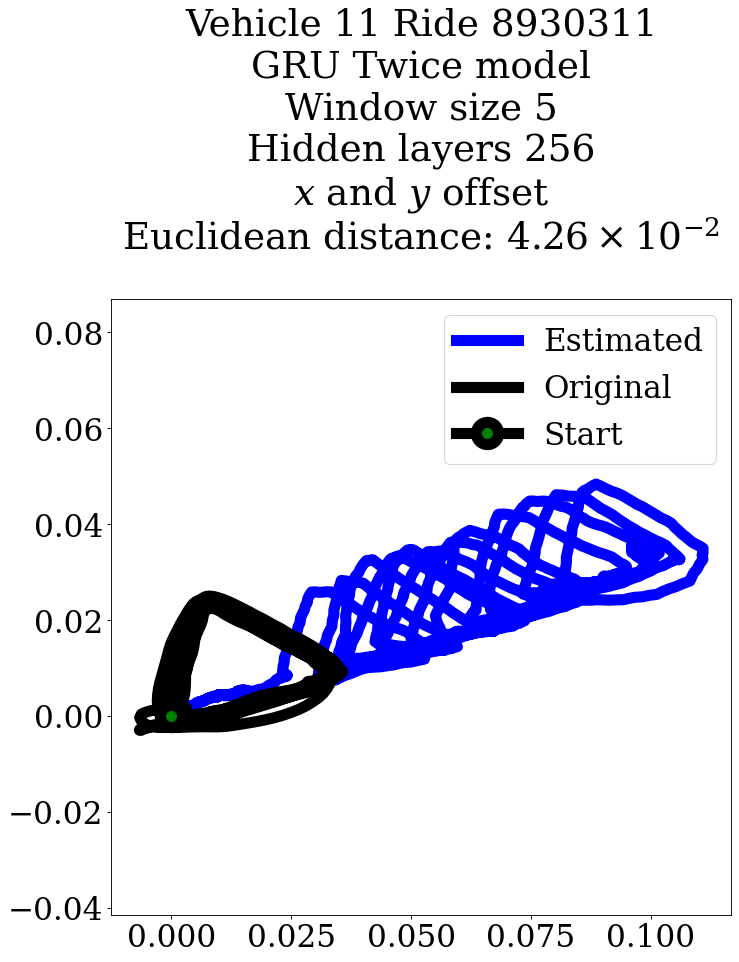 Vehicle 11 Ride 8930311
GRU Twice model
Window size 5
Hidden layers 256
x and y offset
Euclidean distance: 4.26 × 10⁻²
Estimated
Original
Start
0.08
0.06
0.04
0.02
0.00
−0.02
−0.04
0.000 0.025 0.050 0.075 0.100